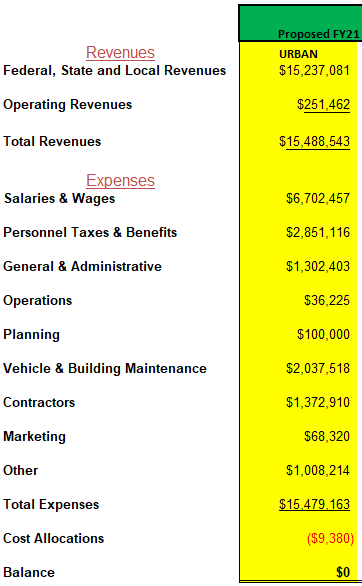 Proposed FY21
Revenues URBAN
Federal, State and Local Revenues $15,237,081
Operating Revenues $251,462
Total Revenues $15,488,543
Expenses
Salaries & Wages $6,702,457
Personnel Taxes & Benefits $2,851,116
General & Administrative $1,302,403
Operations $36,225
Planning $100,000
Vehicle & Building Maintenance $2,037,518
Contractors $1,372,910
Marketing $68,320
Other $1,008,214
Total Expenses $15,479,163
Cost Allocations ($9,380)
Balance $0